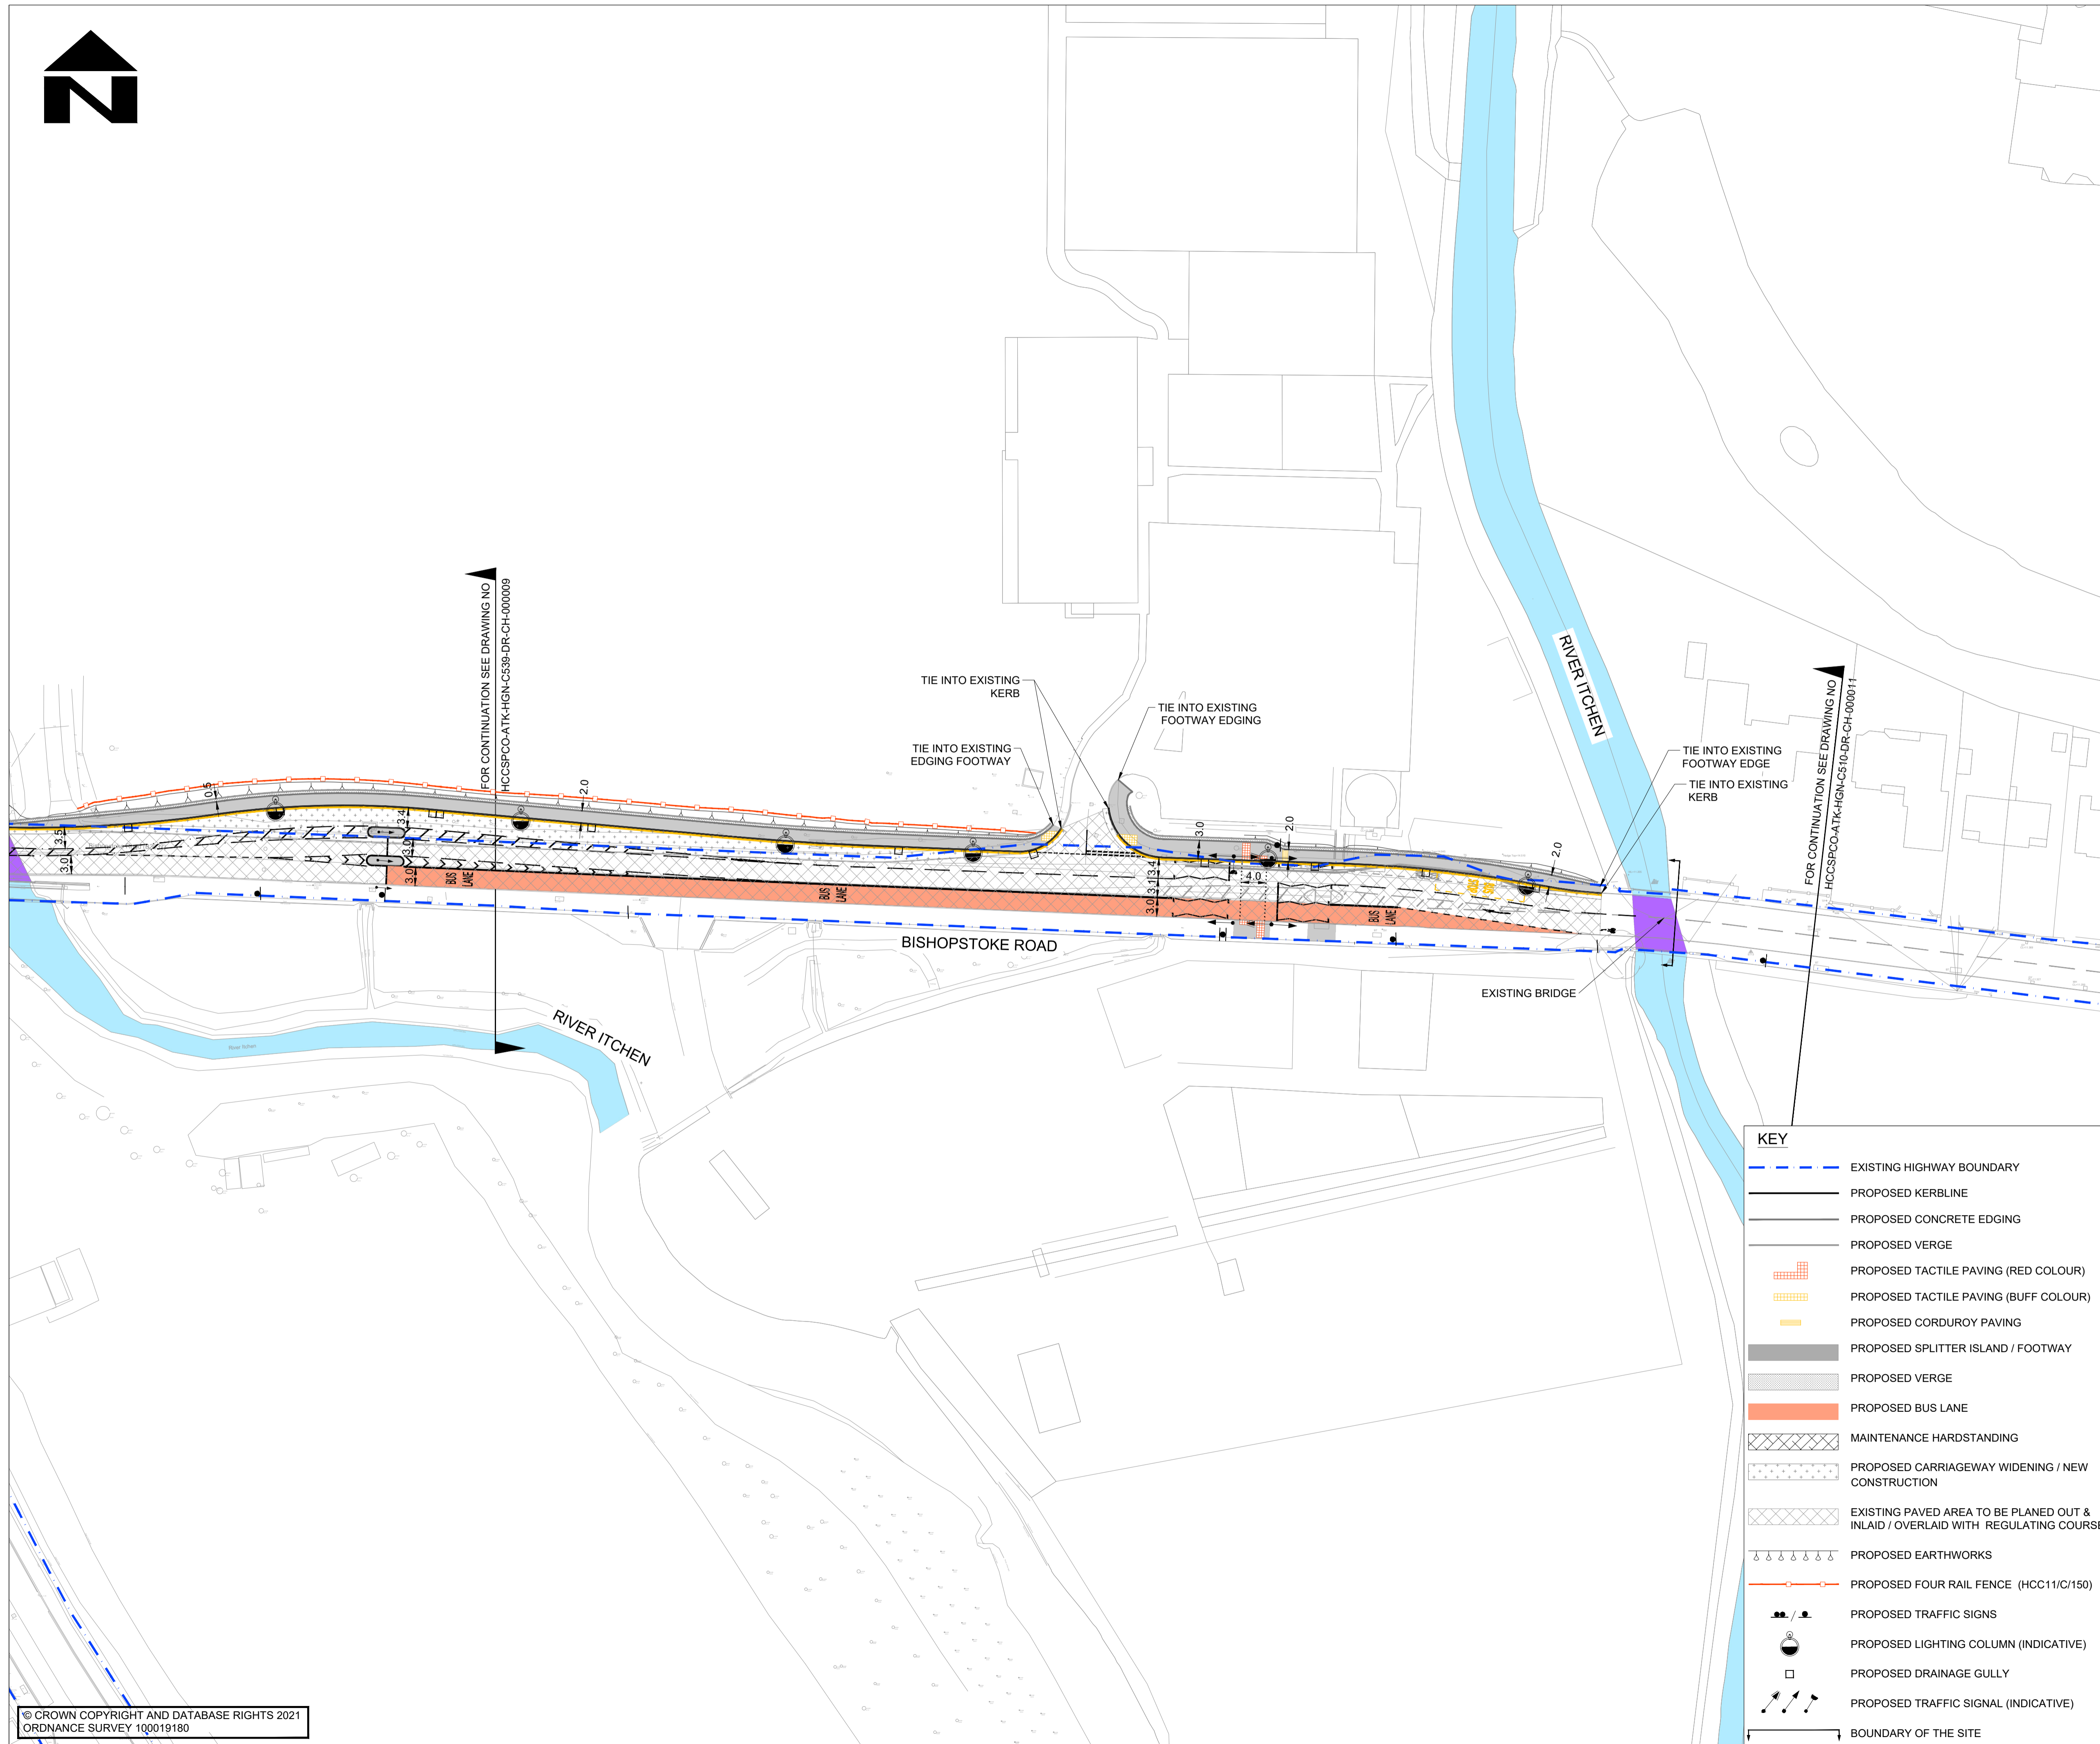 N
FOR CONTINUATION SEE DRAWING NO
HCCSPCO-ATK-HGN-C539-DR-CH-000009
RIVER ITCHEN
FOR CONTINUATION SEE DRAWING NO
HCCSPCO-ATK-HGN-C510-DR-CH-000011
TIE INTO EXISTING
KERB
TIE INTO EXISTING
FOOTWAY EDGING
TIE INTO EXISTING
EDGING FOOTWAY
TIE INTO EXISTING
FOOTWAY EDGE
TIE INTO EXISTING
KERB
0.5
2.0
3.5
3.0
3.4
3.0
3.0
BUS
LANE
BUS
LANE
3.0
2.0
2.0
3.4
3.1
3.0
4.0
BUS
STOP
BUS
LANE
BISHOPSTOKE ROAD
EXISTING BRIDGE
RIVER ITCHEN
River Itchen
KEY
EXISTING HIGHWAY BOUNDARY
PROPOSED KERBLINE
PROPOSED CONCRETE EDGING
PROPOSED VERGE
PROPOSED TACTILE PAVING (RED COLOUR)
PROPOSED TACTILE PAVING (BUFF COLOUR)
PROPOSED CORDUROY PAVING
PROPOSED SPLITTER ISLAND / FOOTWAY
PROPOSED VERGE
PROPOSED BUS LANE
MAINTENANCE HARDSTANDING
PROPOSED CARRIAGEWAY WIDENING / NEW
CONSTRUCTION
EXISTING PAVED AREA TO BE PLANED OUT &
INLAID / OVERLAID WITH REGULATING COURSE
PROPOSED EARTHWORKS
PROPOSED FOUR RAIL FENCE (HCC11/C/150)
PROPOSED TRAFFIC SIGNS
PROPOSED LIGHTING COLUMN (INDICATIVE)
PROPOSED DRAINAGE GULLY
PROPOSED TRAFFIC SIGNAL (INDICATIVE)
BOUNDARY OF THE SITE
© CROWN COPYRIGHT AND DATABASE RIGHTS 2021
ORDNANCE SURVEY 100019180